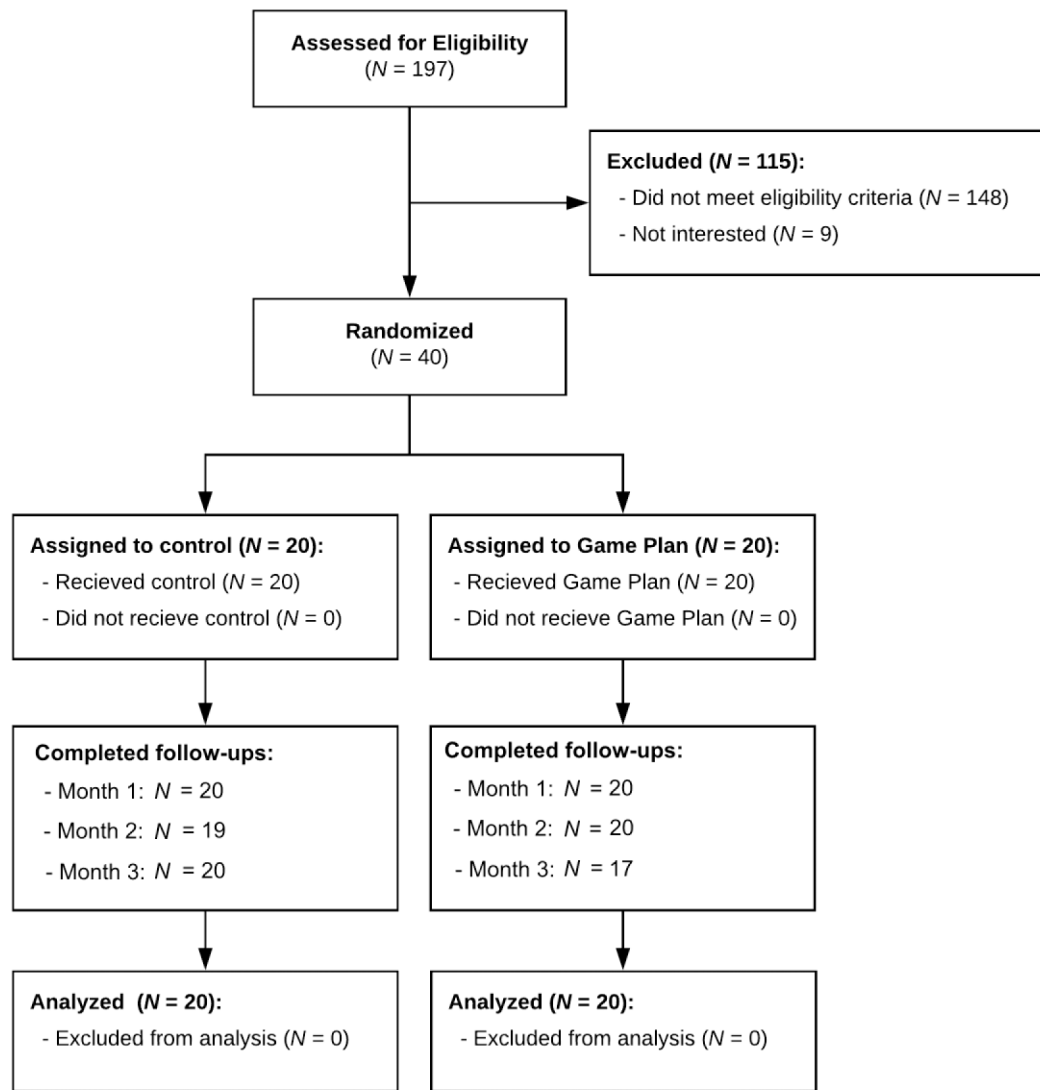 Assessed for Eligibility
(N = 197)
Excluded (N = 115):
- Did not meet eligibility criteria (N = 148)
- Not interested (N = 9)
Randomized
(N = 40)
Assigned to control (N = 20):
- Recieved control (N = 20)
- Did not recieve control (N = 0)
Assigned to Game Plan (N = 20):
- Recieved Game Plan (N = 20)
- Did not recieve Game Plan (N = 0)
Completed follow-ups:
- Month 1: N = 20
- Month 2: N = 19
- Month 3: N = 20
Completed follow-ups:
- Month 1: N = 20
- Month 2: N = 20
- Month 3: N = 17
Analyzed (N = 20):
- Excluded from analysis (N = 0)
Analyzed (N = 20):
- Excluded from analysis (N = 0)